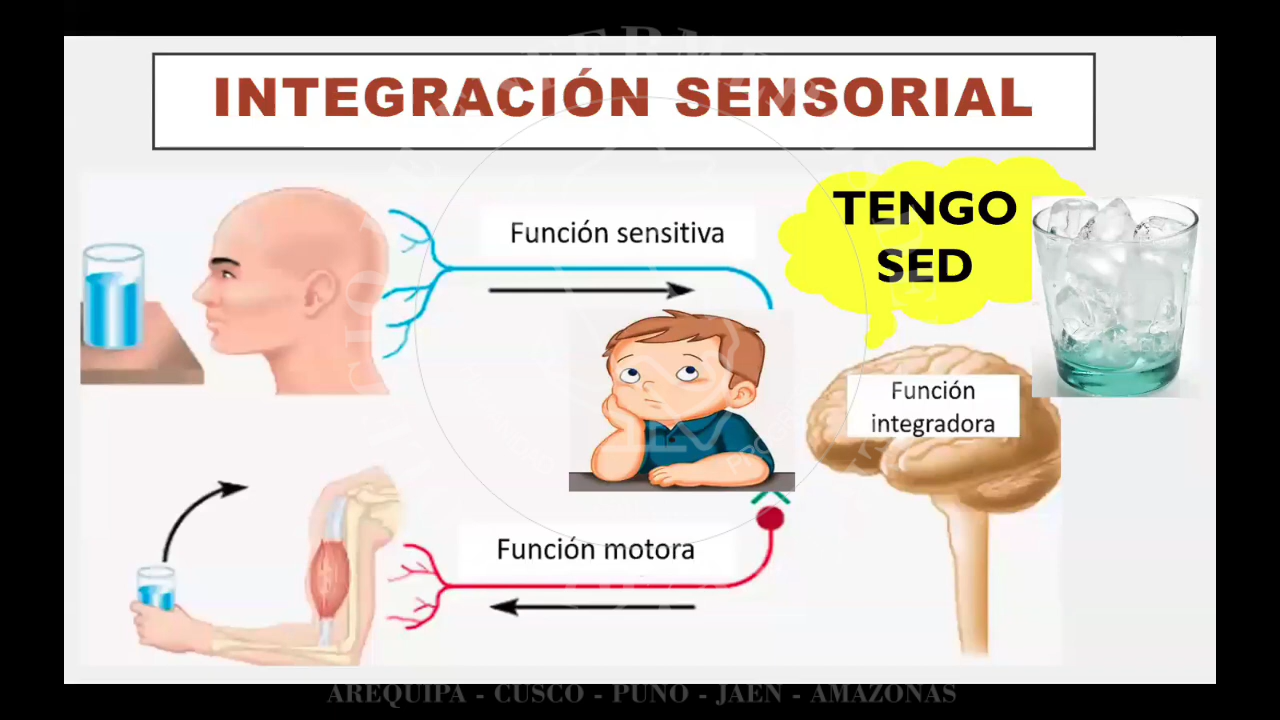 INTEGRACIÓN SENSORIAL
Función sensitiva
TENGO
SED
Función
integradora
Función motora
AREQUIPA - CUSCO - PUNO - JAEN - AMAZONAS